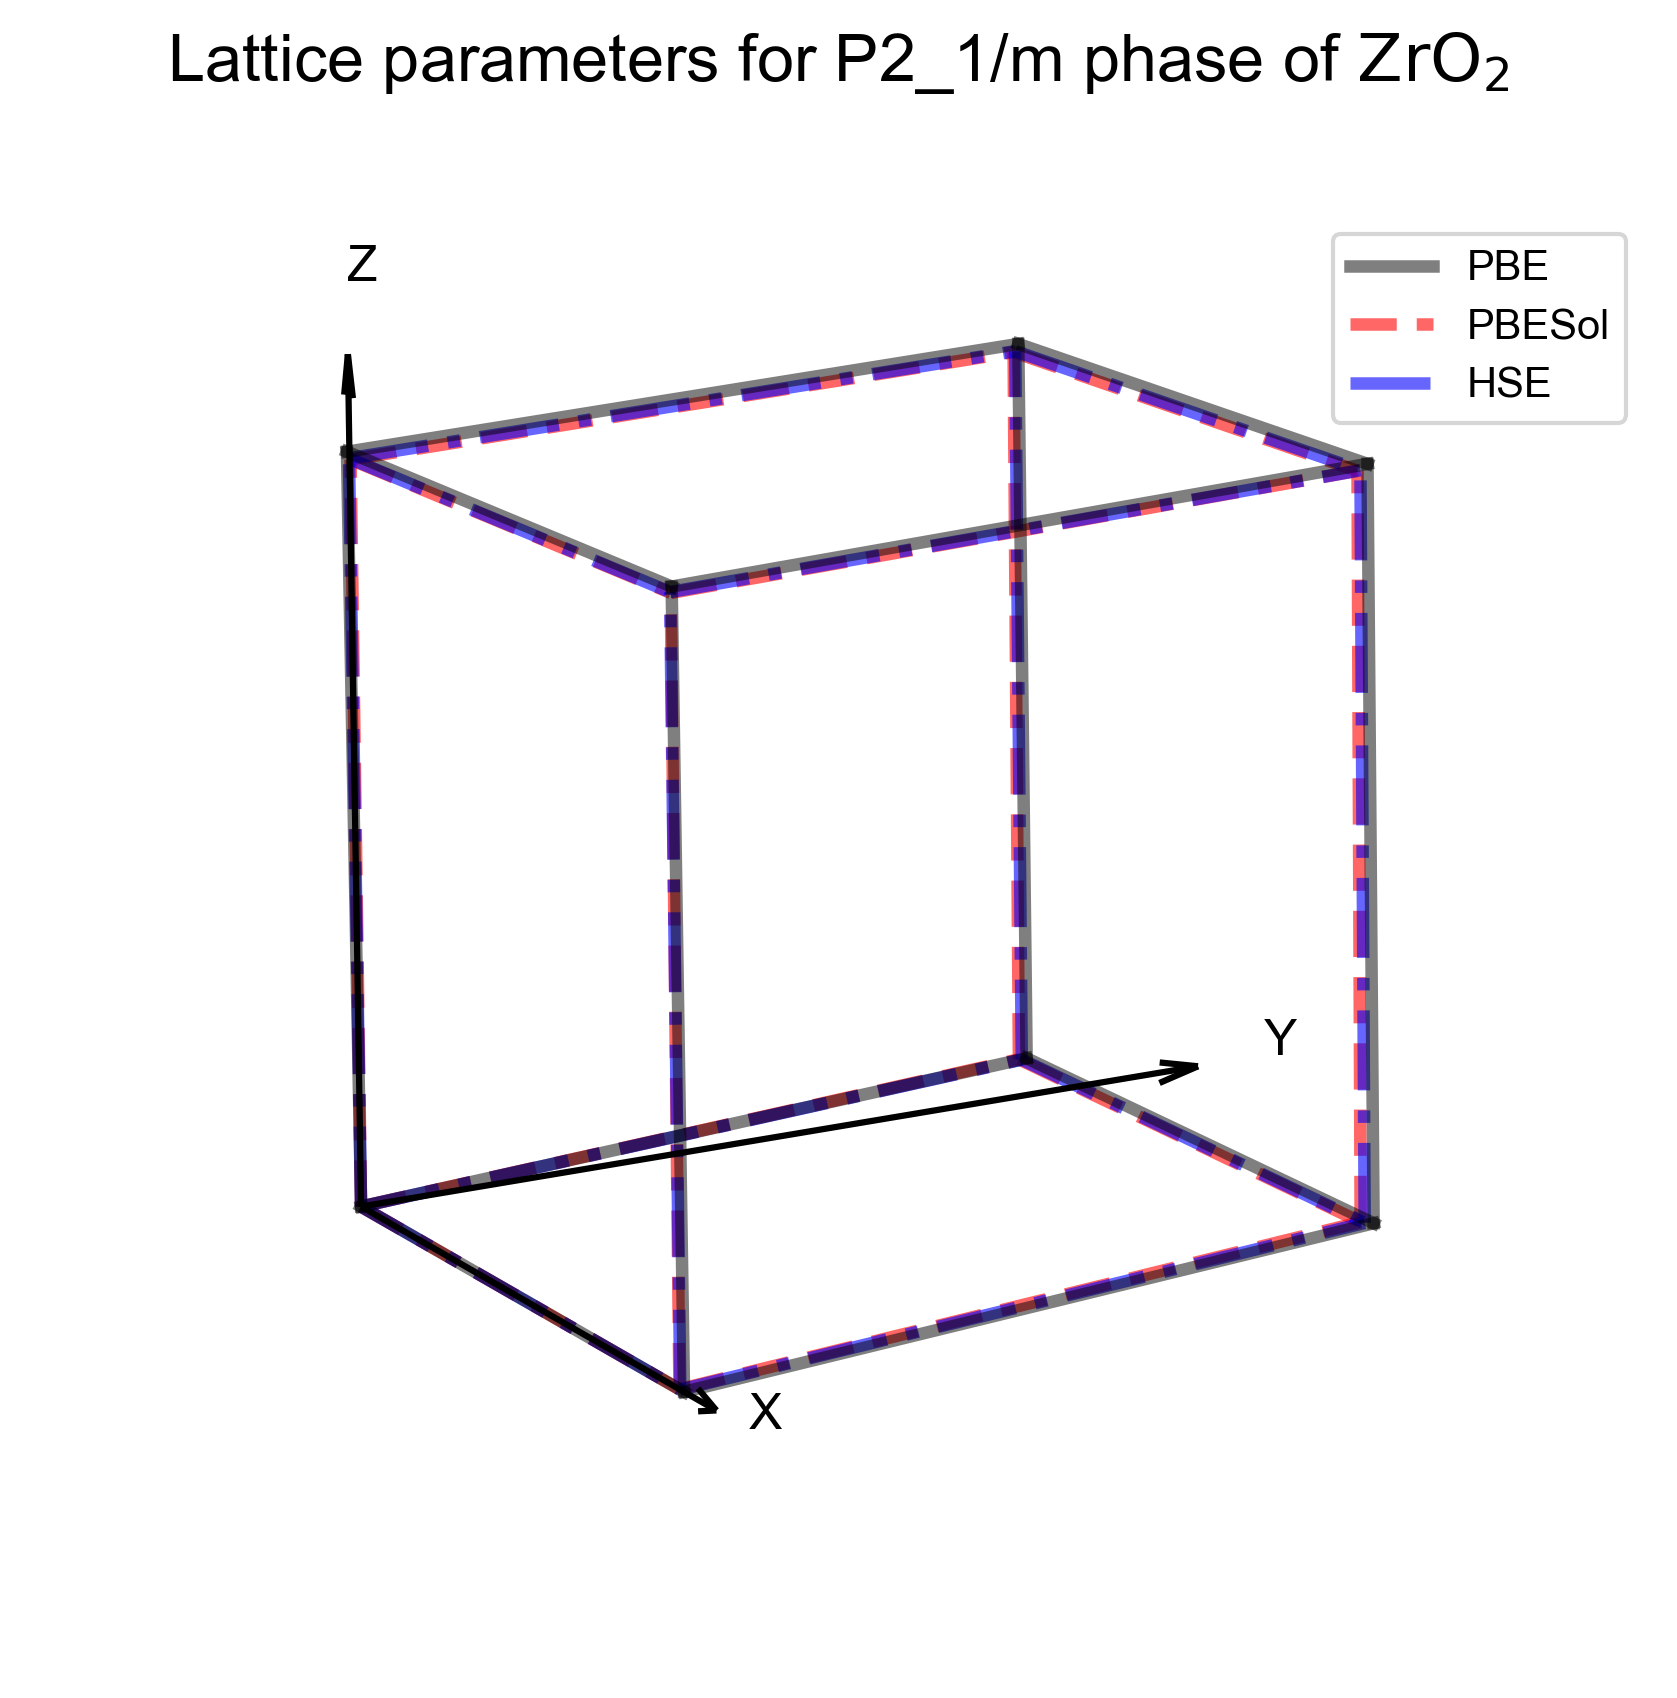 Lattice parameters for P2_1/m phase of ZrO₂
Z
PBE
PBESol
HSE
Y
X